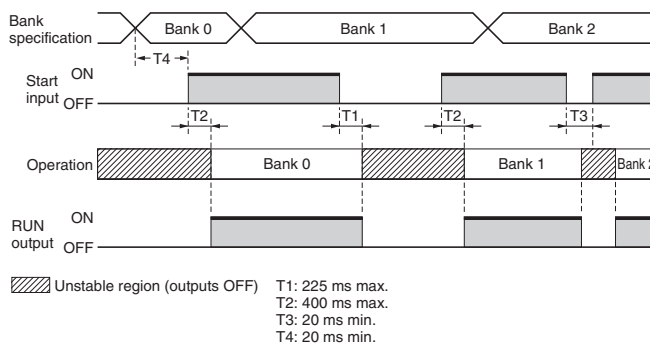 Bank
specification
Bank 0
Bank 1
Bank 2
T4
Start
input
ON
OFF
T2
T1
T2
T3
Operation
Bank 0
Bank 1
Bank 2
RUN
output
ON
OFF
Unstable region (outputs OFF)
T1: 225 ms max.
T2: 400 ms max.
T3: 20 ms min.
T4: 20 ms min.